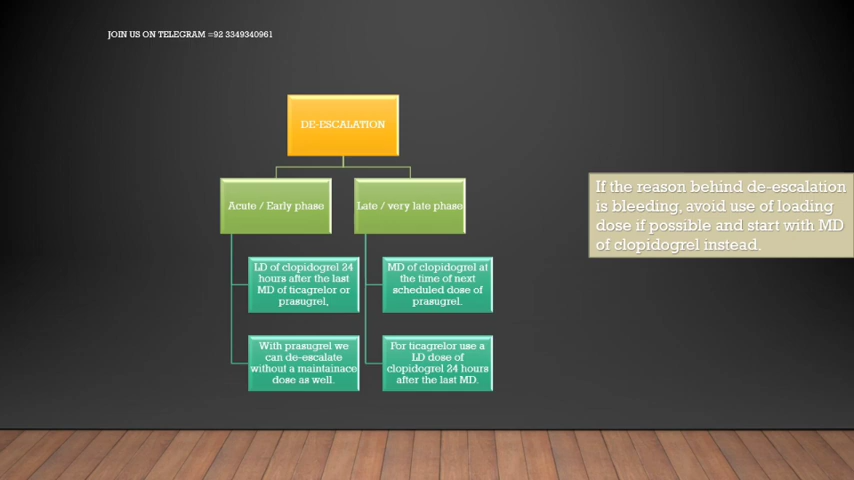 JOIN US ON TELEGRAM =92 3349340961
DE-ESCALATION
Acute / Early phase
Late / very late phase
LD of clopidogrel 24
hours after the last
MD of ticagrelor or
prasugrel,
With prasugrel we
can de-escalate
without a maintainace
dose as well.
MD of clopidogrel at
the time of next
scheduled dose of
prasugrel.
For ticagrelor use a
LD dose of
clopidogrel 24 hours
after the last MD.
If the reason behind de-escalation
is bleeding, avoid use of loading
dose if possible and start with MD
of clopidogrel instead.